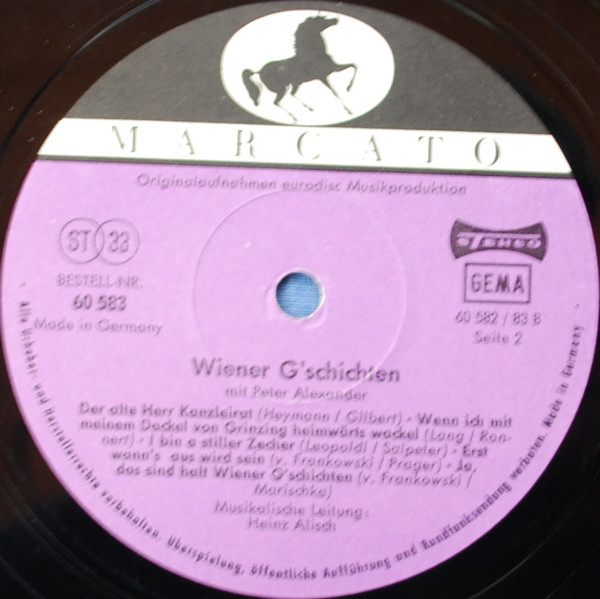 MARCATO
Originalaufnahmen eurodisc Musikproduktion
ST 33
STEREO
BESTELL-NR.
60 583
GEMA
Made in Germany
60 582 / 83 B
Seite 2
Wiener G'schichten
mit Peter Alexander
Der alte Herr Kanzleirat (Heymann / Gilbert) - Wenn ich mit
meinem Dackel von Grinzing heimwärts wackel (Lang / Ron-
nert) - I bin a stiller Zecher (Leopoldi / Salpeter) - Erst
wann's aus wird sein (v. Frankowski / Prager) - Ja,
das sind halt Wiener G'schichten (v. Frankowski /
Marischka)
Musikalische Leitung:
Heinz Alisch
Alle Urheber- und Herstellerrechte vorbehalten. Überspielung, öffentliche Aufführung und Rundfunksendung verboten. Made in Germany